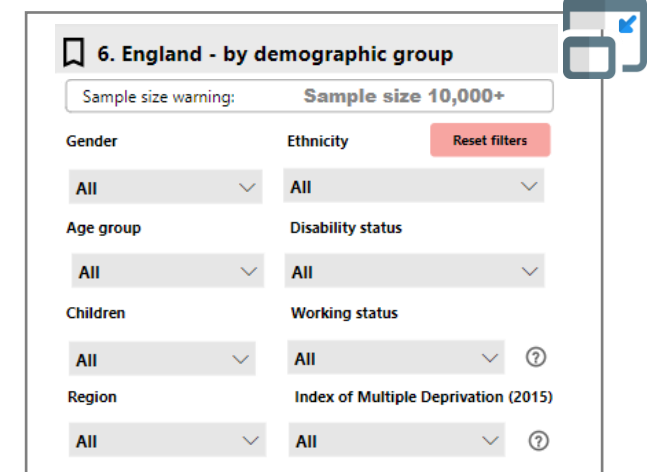 6. England - by demographic group
Sample size warning: Sample size 10,000+
Gender Ethnicity Reset filters
All All
Age group Disability status
All All
Children Working status
All All ?
Region Index of Multiple Deprivation (2015)
All All ?